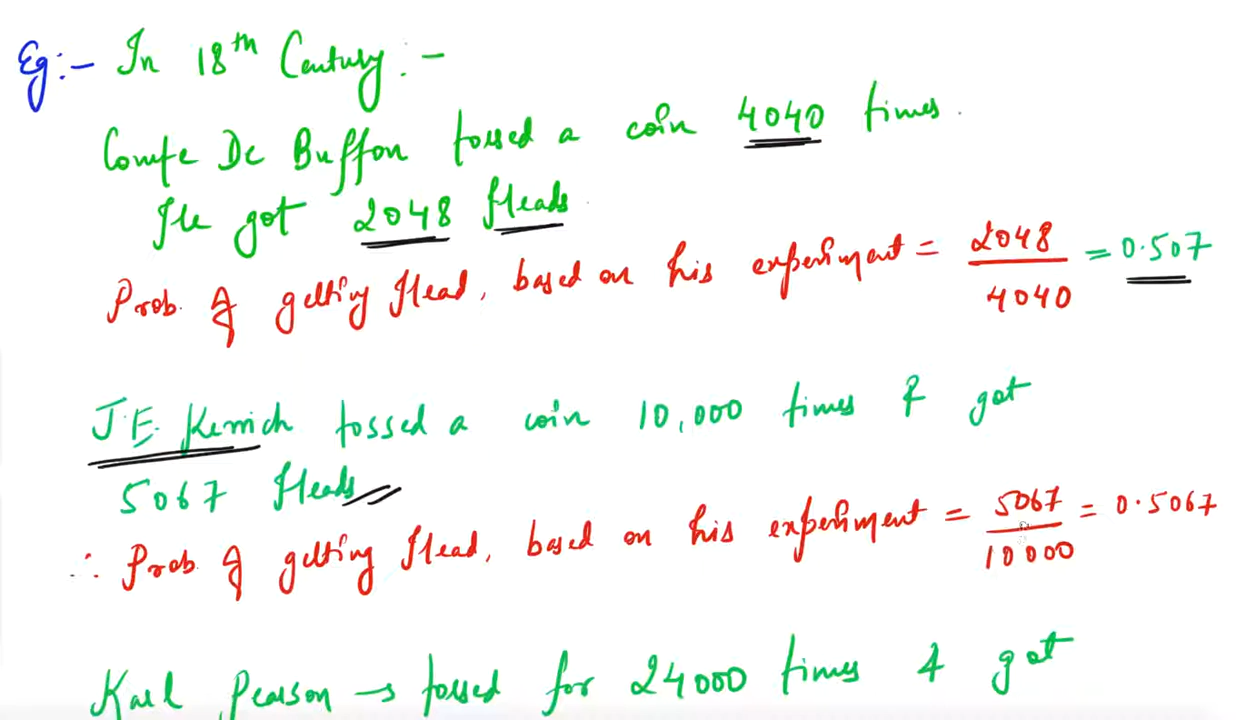 Eg:- In 18th Century:-
Comte De Buffon tossed a coin 4040 times.
He got 2048 Heads.
Prob. of getting Head, based on his experiment = 2048/4040 = 0.507
J.E. Kerrich tossed a coin 10,000 times & got
5067 Heads
∴ Prob. of getting Head, based on his experiment = 5067/10000 = 0.5067
Karl Pearson → tossed for 24000 times & got